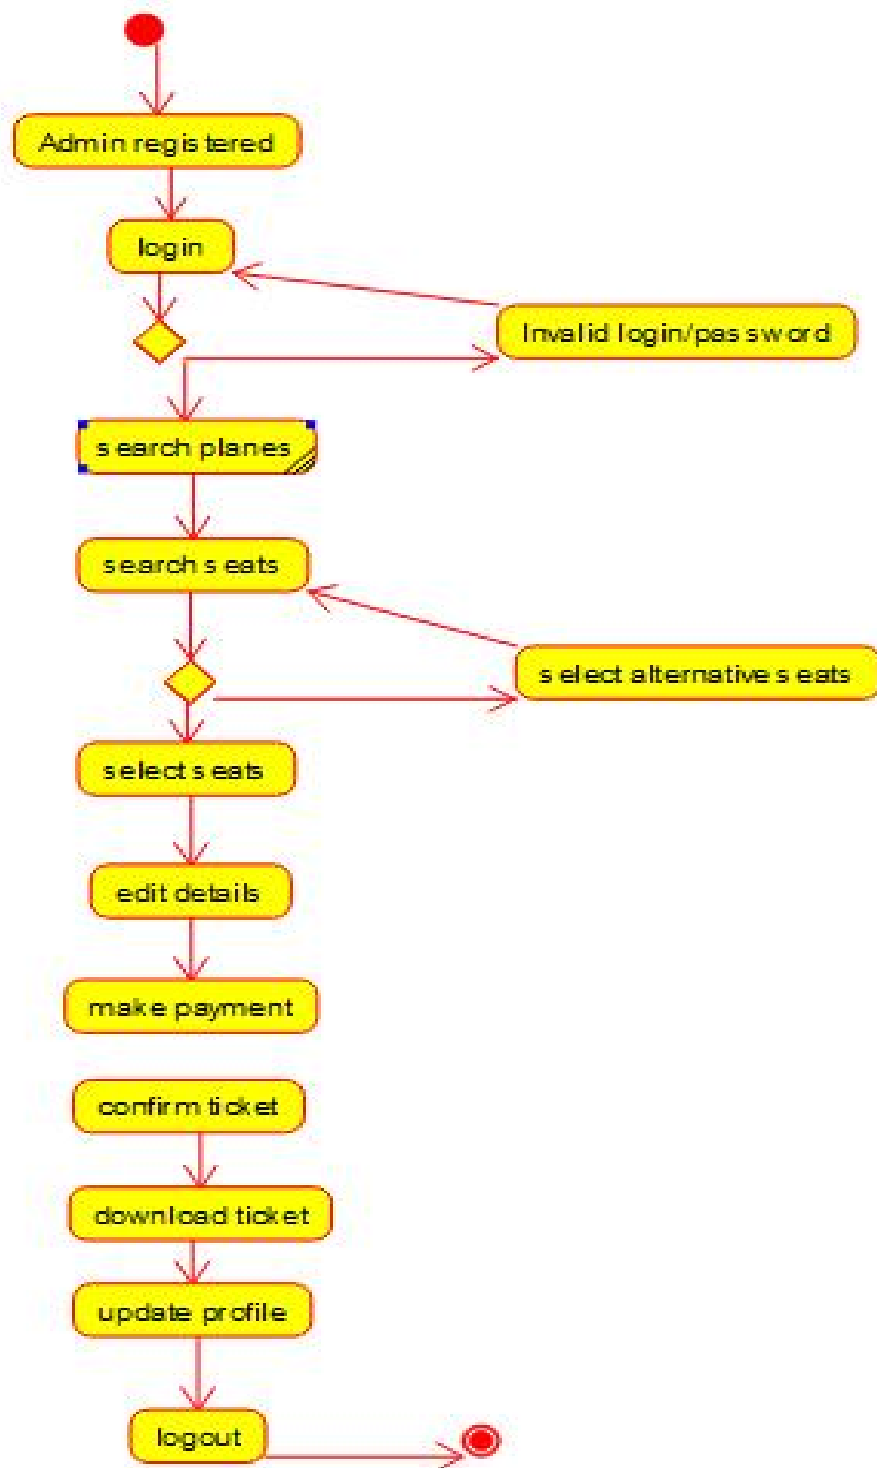 Admin registered
login
Invalid login/password
search planes
search seats
select alternative seats
select seats
edit details
make payment
confirm ticket
download ticket
update profile
logout